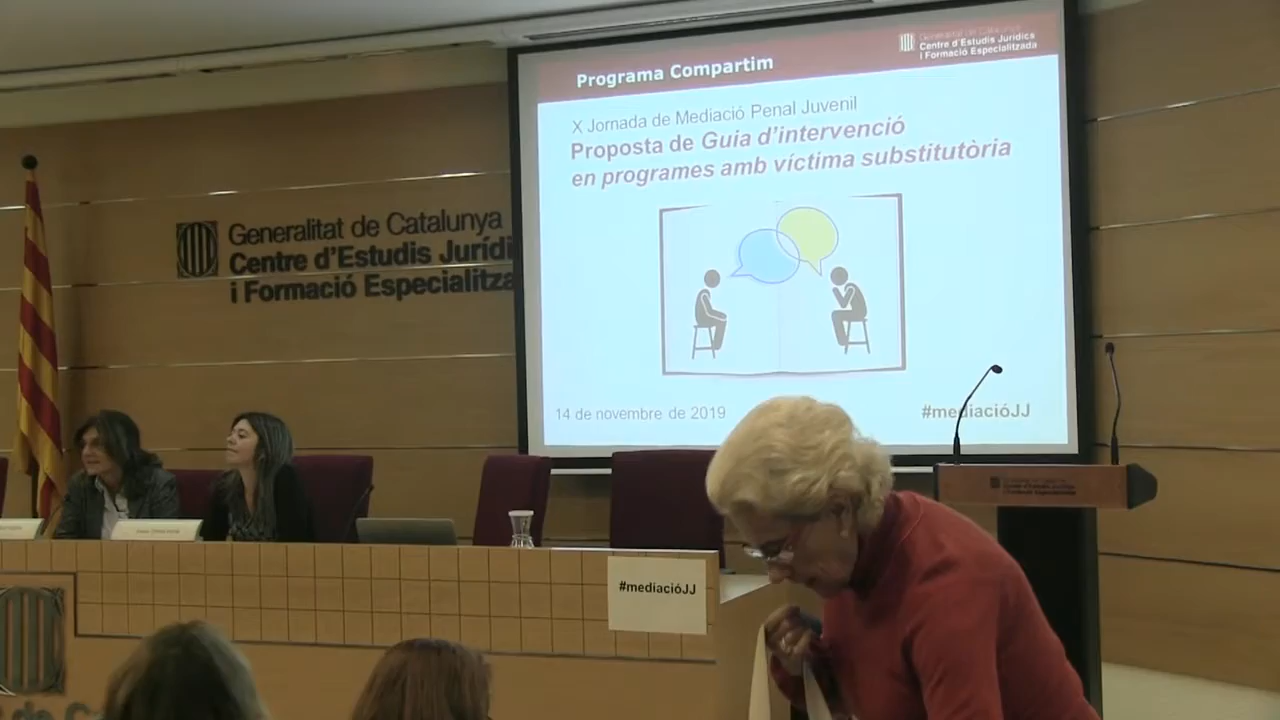 Programa Compartim
Generalitat de Catalunya
Centre d'Estudis Jurídics
i Formació Especialitzada
X Jornada de Mediació Penal Juvenil
Proposta de Guia d'intervenció
en programes amb víctima substitutòria
14 de novembre de 2019
#mediacióJJ
Generalitat de Catalunya
Centre d'Estudis Jurídi
i Formació Especialitza
#mediacióJJ